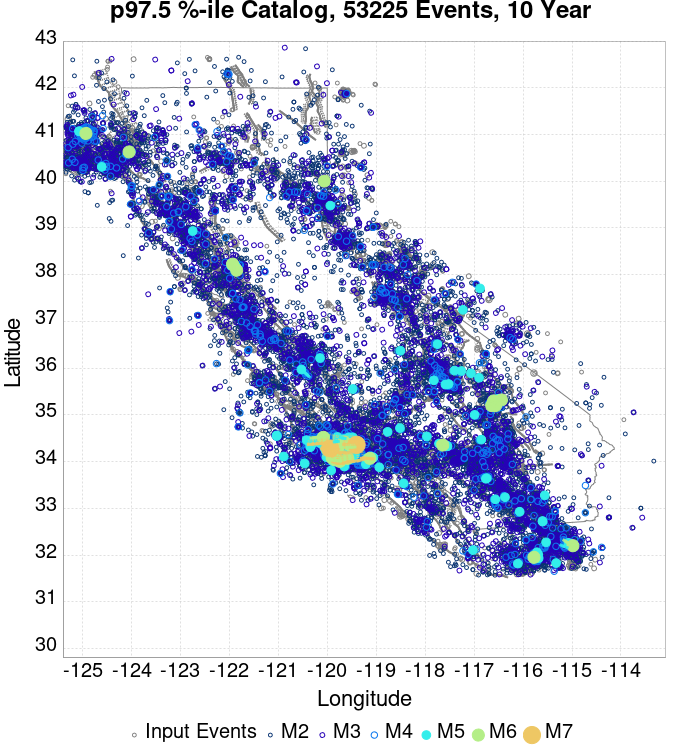 p97.5 %-ile Catalog, 53225 Events, 10 Year
43
42
41
40
39
38
37
36
35
34
33
32
31
30
Latitude
-125 -124 -123 -122 -121 -120 -119 -118 -117 -116 -115 -114
Longitude
Input Events M2 M3 M4 M5 M6 M7